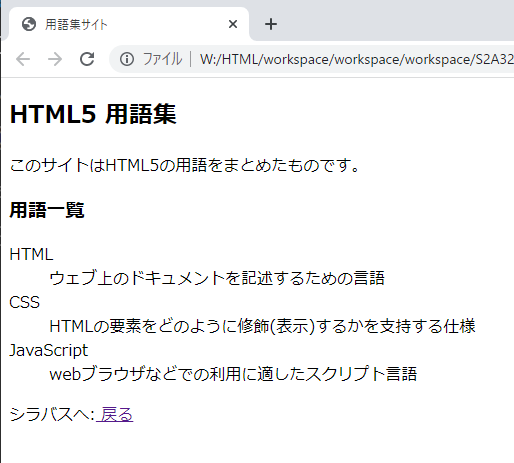 用語集サイト
ファイル | W:/HTML/workspace/workspace/workspace/S2A32
HTML5 用語集
このサイトはHTML5の用語をまとめたものです。
用語一覧
HTML
ウェブ上のドキュメントを記述するための言語
CSS
HTMLの要素をどのように修飾(表示)するかを支持する仕様
JavaScript
webブラウザなどでの利用に適したスクリプト言語
シラバスへ: 戻る